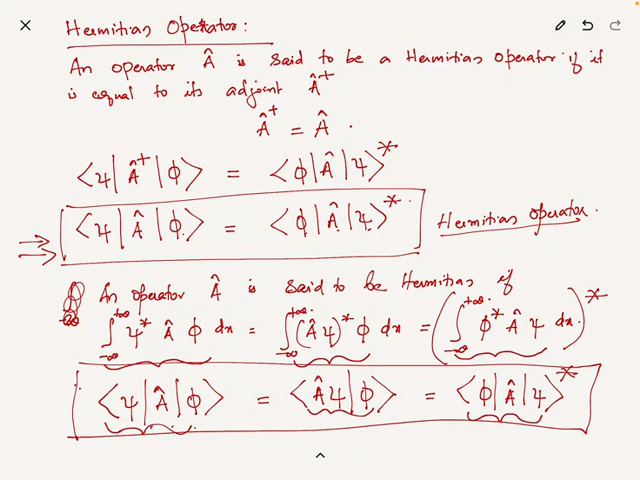 Hermitian Operator:
An operator Â is said to be a Hermitian Operator if it
is equal to its adjoint Â†
Â† = Â.
⟨ψ|Â†|ϕ⟩ = ⟨ϕ|Â|ψ⟩*
⟨ψ|Â|ϕ⟩ = ⟨ϕ|Â|ψ⟩* Hermitian operator.
An operator Â is said to be Hermitian if
∫_{-∞}^{+∞} ψ* Â ϕ dx = ∫_{-∞}^{+∞} (Âψ)* ϕ dx = (∫_{-∞}^{+∞} ϕ* Â ψ dx)*
⟨ψ|Â|ϕ⟩ = ⟨Âψ|ϕ⟩ = ⟨ϕ|Â|ψ⟩*